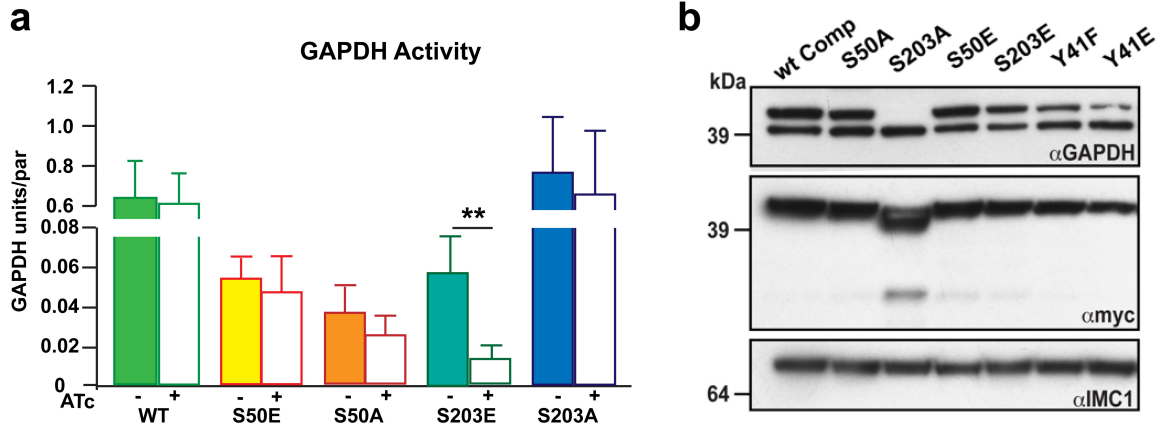 a
GAPDH Activity
GAPDH units/par
1.2
1.0
0.8
0.6
0.08
0.06
0.04
0.02
0
ATc - + - + - + - + - +
WT S50E S50A S203E S203A
**
b
wt Comp S50A S203A S50E S203E Y41F Y41E
kDa
39
αGAPDH
39
αmyc
64
αIMC1